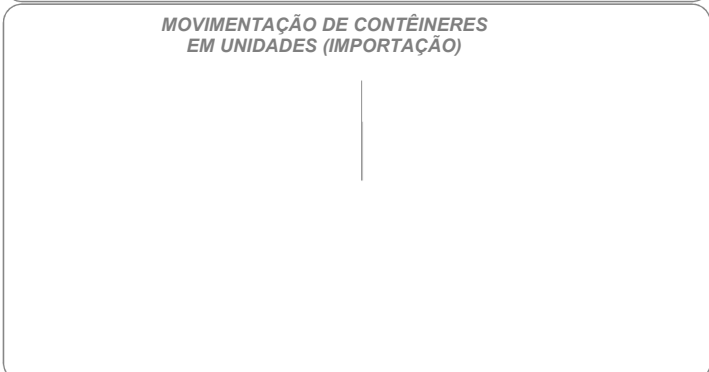 MOVIMENTAÇÃO DE CONTÊINERES
EM UNIDADES (IMPORTAÇÃO)